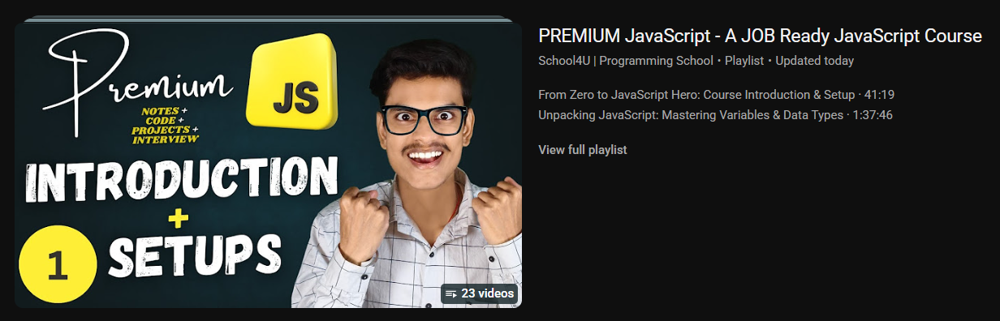 Premium
NOTES +
CODE +
PROJECTS +
INTERVIEW
JS
INTRODUCTION
+
SETUPS
1
23 videos
PREMIUM JavaScript - A JOB Ready JavaScript Course
School4U | Programming School • Playlist • Updated today
From Zero to JavaScript Hero: Course Introduction & Setup · 41:19
Unpacking JavaScript: Mastering Variables & Data Types · 1:37:46
View full playlist